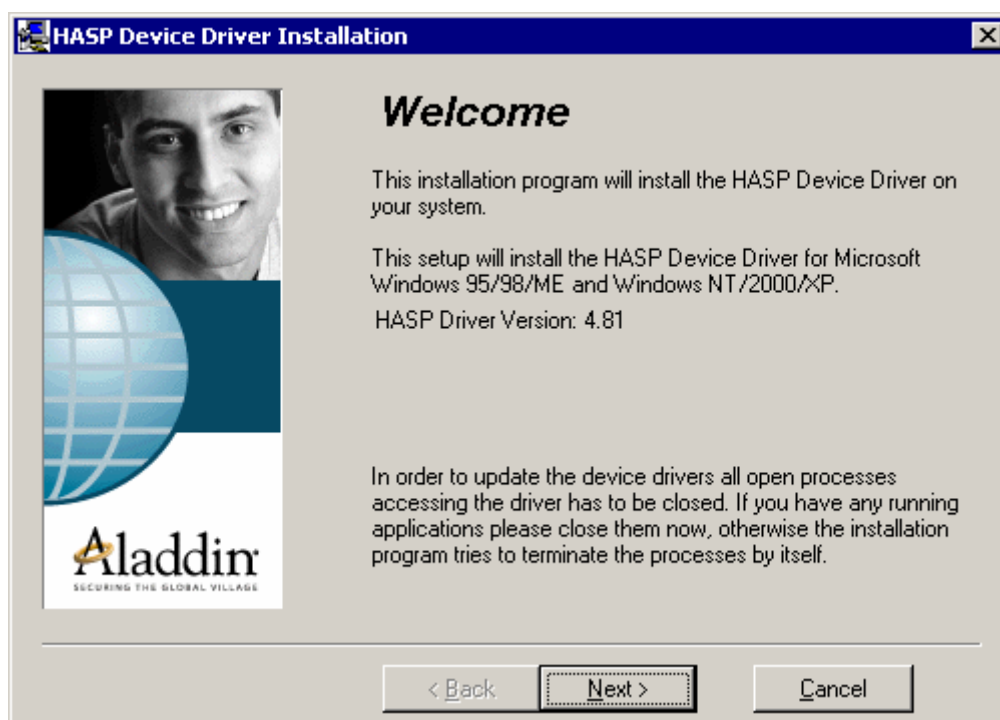 HASP Device Driver Installation
Welcome
This installation program will install the HASP Device Driver on
your system.
This setup will install the HASP Device Driver for Microsoft
Windows 95/98/ME and Windows NT/2000/XP.
HASP Driver Version: 4.81
In order to update the device drivers all open processes
accessing the driver has to be closed. If you have any running
applications please close them now, otherwise the installation
program tries to terminate the processes by itself.
Aladdin
SECURING THE GLOBAL VILLAGE
< Back
Next >
Cancel